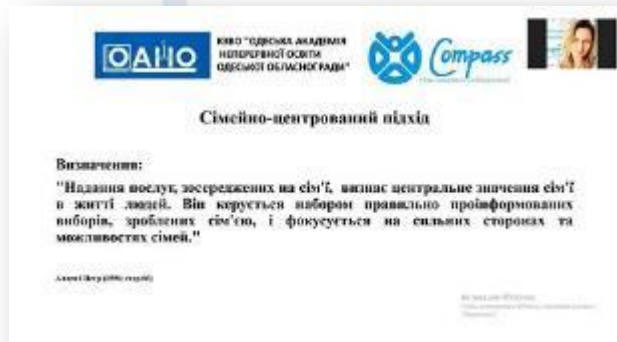 ОАНО
КЗВО "ОДЕСЬКА АКАДЕМІЯ
НЕПЕРЕРВНОЇ ОСВІТИ
ОДЕСЬКОЇ ОБЛАСНОЇ РАДИ"
Compass
Сімейно-центрований підхід
Визначення:
"Надання послуг, зосереджених на сім'ї, визнає центральне значення сім'ї
в житті людей. Він керується набором правильно проінформованих
виборів, зроблених сім'єю, і фокусується на сильних сторонах та
можливостях сімей."